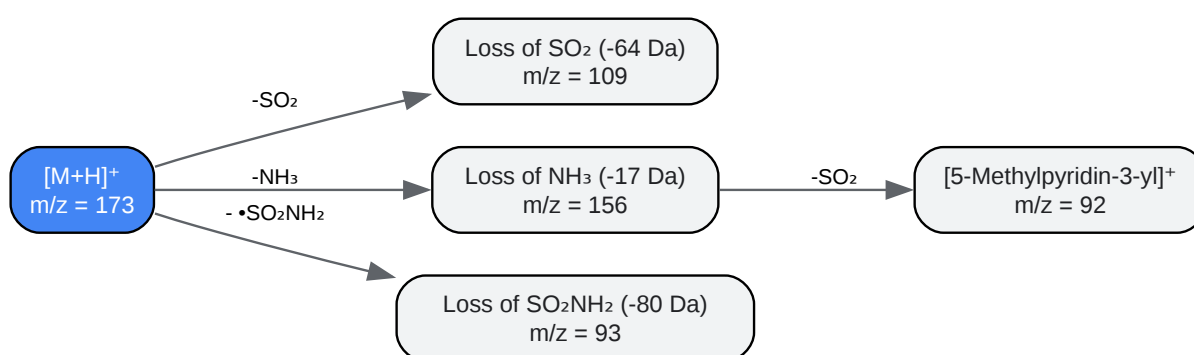 Loss of SO₂ (-64 Da)
m/z = 109
-SO₂
[M+H]⁺
m/z = 173
-NH₃
Loss of NH₃ (-17 Da)
m/z = 156
-SO₂
[5-Methylpyridin-3-yl]⁺
m/z = 92
- •SO₂NH₂
Loss of SO₂NH₂ (-80 Da)
m/z = 93